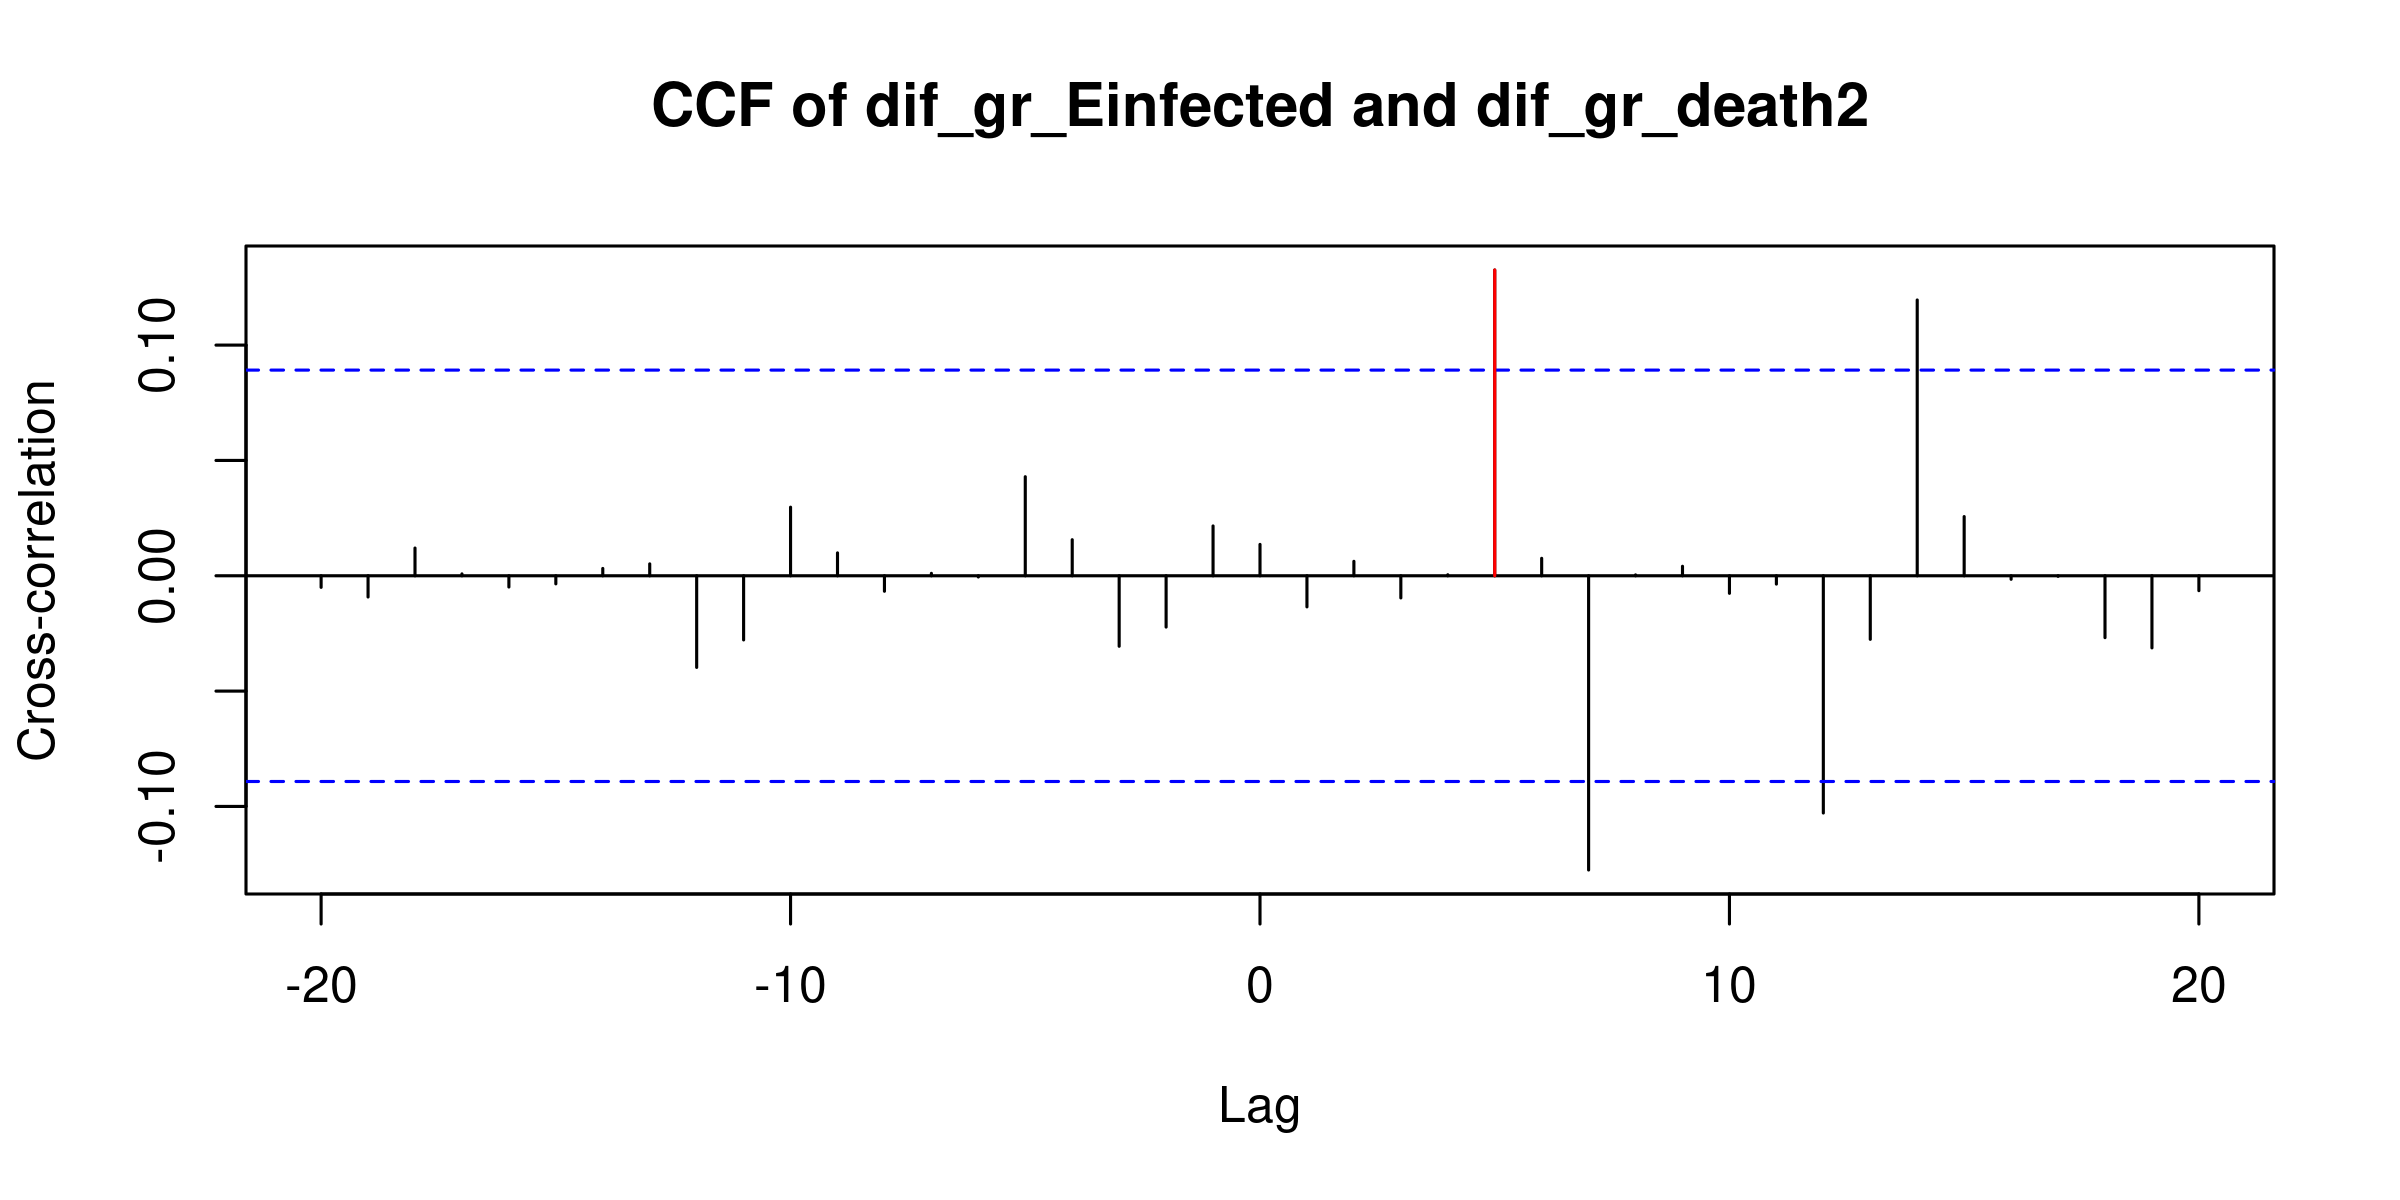 CCF of dif_gr_Einfected and dif_gr_death2
Cross-correlation
0.10
0.00
-0.10
-20 -10 0 10 20
Lag